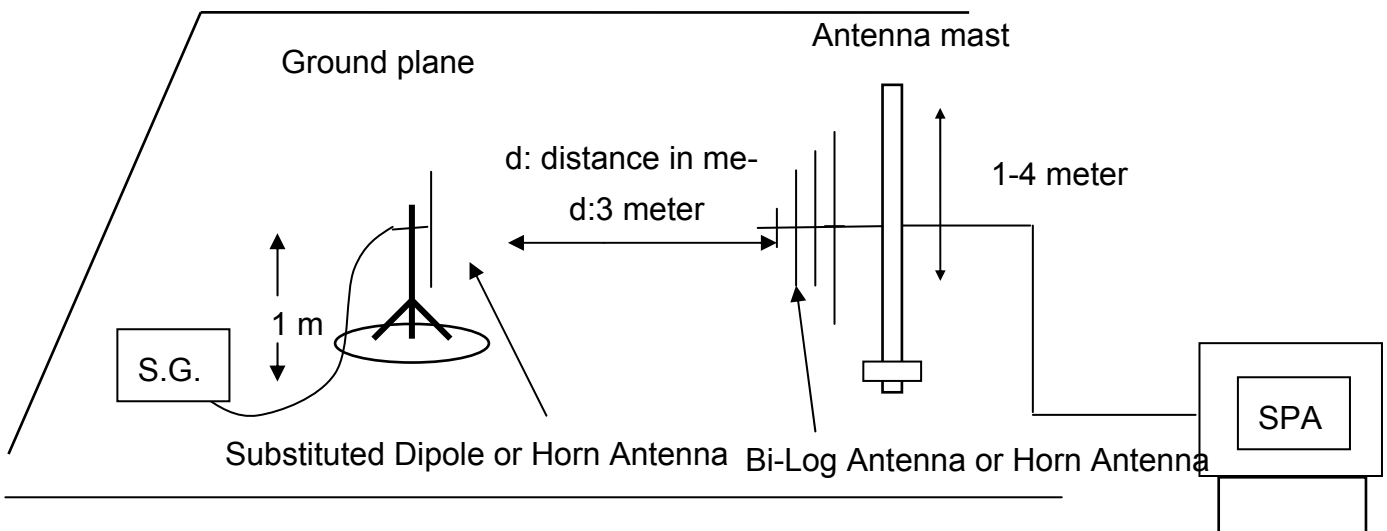 Antenna mast
Ground plane
d: distance in me-
d:3 meter
1-4 meter
1 m
S.G.
SPA
Substituted Dipole or Horn Antenna
Bi-Log Antenna or Horn Antenna